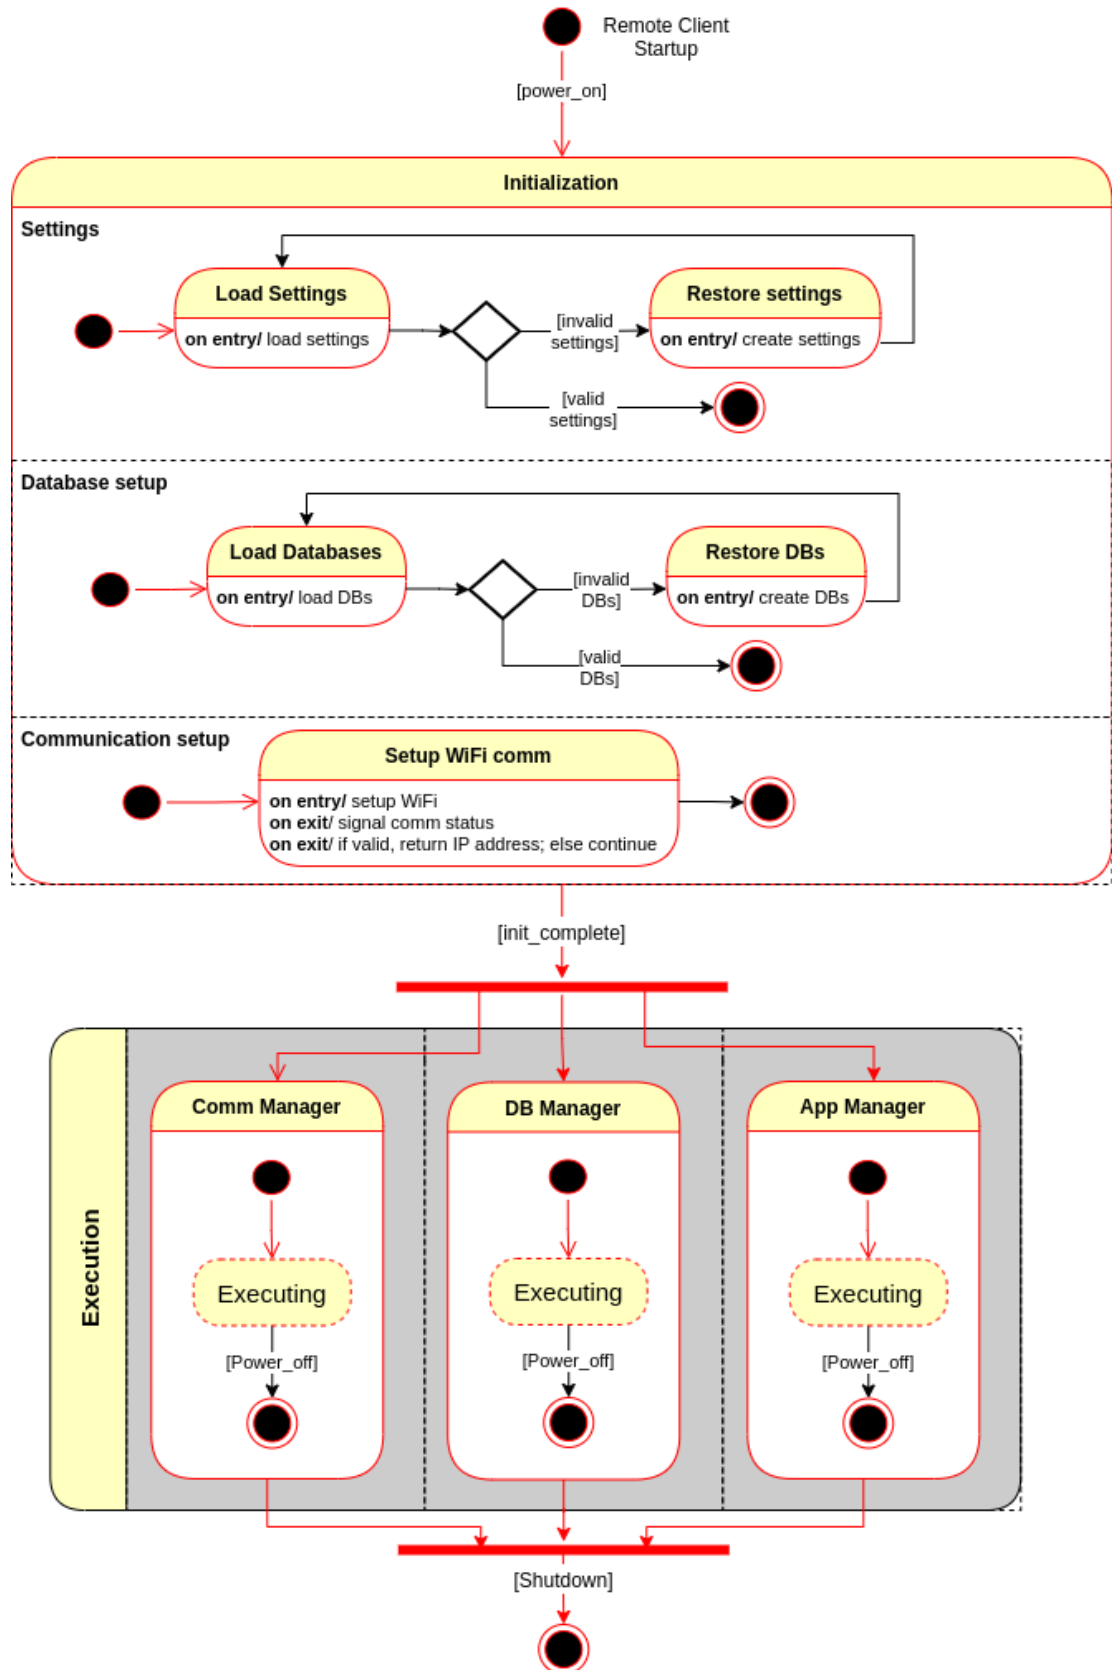 Remote Client
Startup
[power_on]
Initialization
Settings
Load Settings
on entry/ load settings
[invalid
settings]
Restore settings
on entry/ create settings
[valid
settings]
Database setup
Load Databases
on entry/ load DBs
[invalid
DBs]
Restore DBs
on entry/ create DBs
[valid
DBs]
Communication setup
Setup WiFi comm
on entry/ setup WiFi
on exit/ signal comm status
on exit/ if valid, return IP address; else continue
[init_complete]
Execution
Comm Manager
Executing
[Power_off]
DB Manager
Executing
[Power_off]
App Manager
Executing
[Power_off]
[Shutdown]